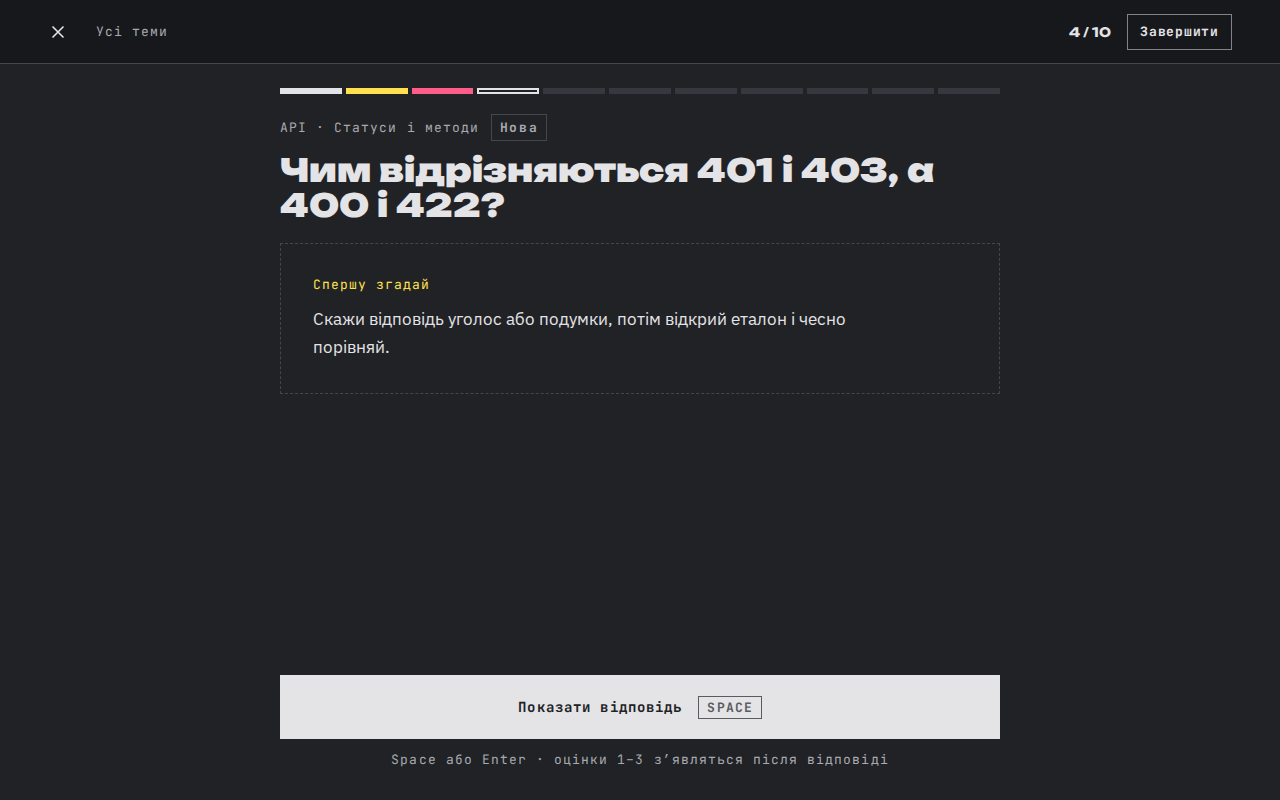 Усі теми
4/10
Завершити
API · Статуси і методи
Нова
Чим відрізняються 401 і 403, а
400 і 422?
Спершу згадай
Скажи відповідь уголос або подумки, потім відкрий еталон і чесно
порівняй.
Показати відповідь
SPACE
Space або Enter · оцінки 1–3 з’являться після відповіді